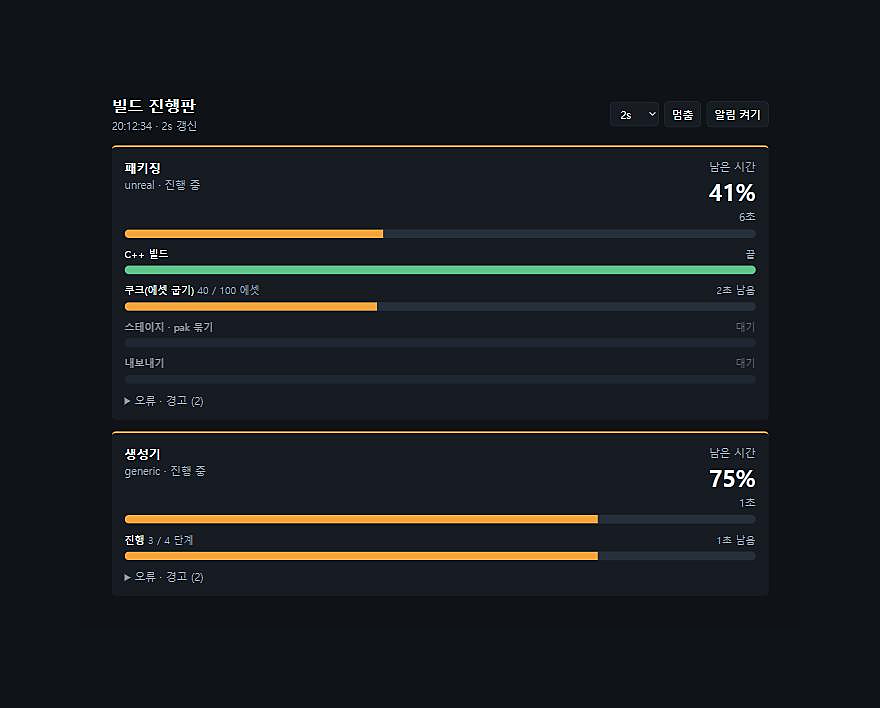 빌드 진행판
20:12:34 · 2s 갱신
2s
멈춤
알림 켜기
패키징
unreal · 진행 중
남은 시간
41%
6초
C++ 빌드
끝
쿠크(에셋 굽기) 40 / 100 에셋
2초 남음
스테이지 · pak 묶기
대기
내보내기
대기
▶ 오류 · 경고 (2)
생성기
generic · 진행 중
남은 시간
75%
1초
진행 3 / 4 단계
1초 남음
▶ 오류 · 경고 (2)